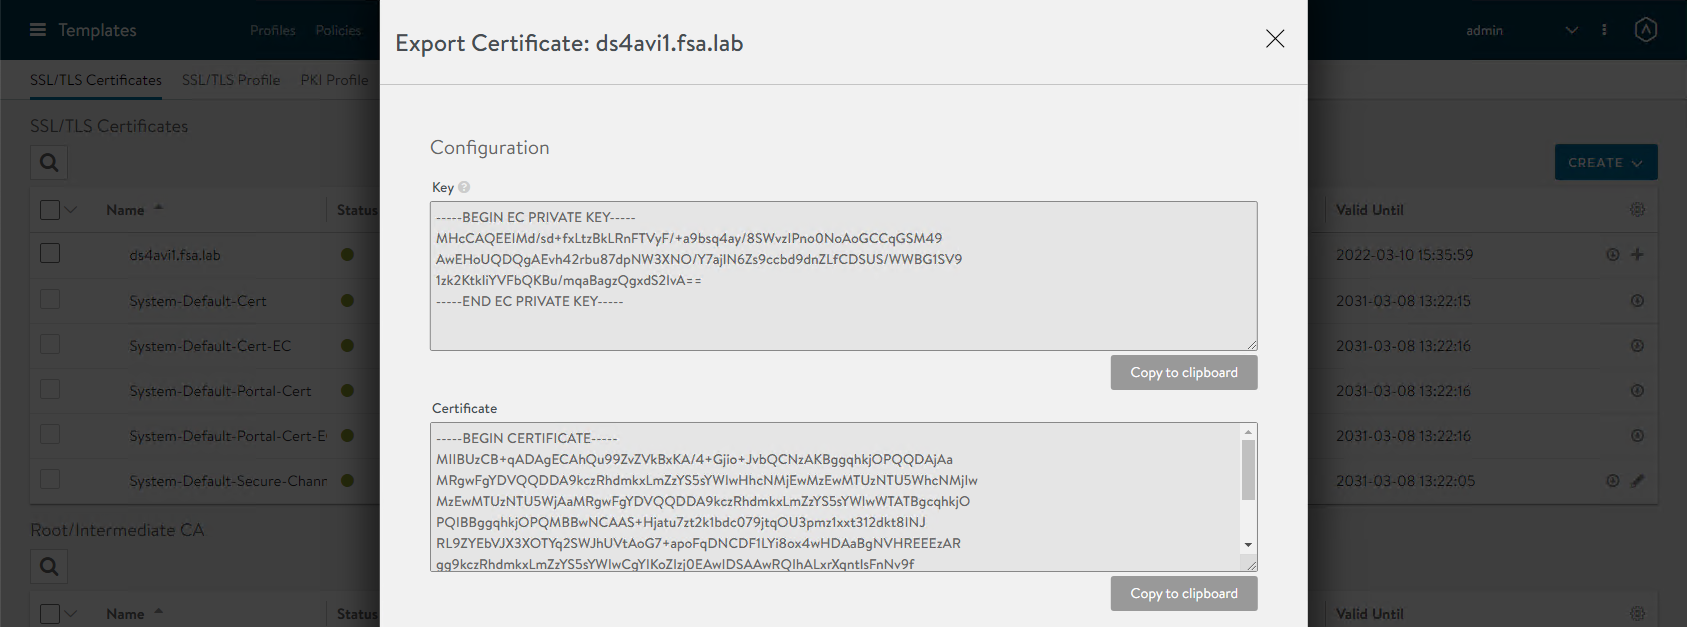 Templates
Profiles Policies
admin
Export Certificate: ds4avi1.fsa.lab
SSL/TLS Certificates SSL/TLS Profile PKI Profile
SSL/TLS Certificates
CREATE
Name Status Valid Until
ds4avi1.fsa.lab 2022-03-10 15:35:59
System-Default-Cert 2031-03-08 13:22:15
System-Default-Cert-EC 2031-03-08 13:22:16
System-Default-Portal-Cert 2031-03-08 13:22:16
System-Default-Portal-Cert-E 2031-03-08 13:22:16
System-Default-Secure-Chann 2031-03-08 13:22:05
Root/Intermediate CA
Name Status Valid Until
Configuration
Key
-----BEGIN EC PRIVATE KEY-----
MHcCAQEEIMd/sd+fxLtzBkLRnFTVyF/+a9bsq4ay/8SWvzIPno0NoAoGCCqGSM49
AwEHoUQDQgAEvh42rbu87dpNW3XNO/Y7ajIN6Zs9ccbd9dnZLfCDSUS/WWBG1SV9
1zk2KtkliYVFbQKBu/mqaBagzQgxdS2IvA==
-----END EC PRIVATE KEY-----
Copy to clipboard
Certificate
-----BEGIN CERTIFICATE-----
MIIBUzCB+qADAgECAhQu99ZvZVkBxKA/4+Gjio+JvbQCNzAKBggqhkjOPQQDAjAa
MRgwFgYDVQQDDA9kczRhdmkxLmZzYS5sYWIwHhcNMjEwMzEwMTUzNTU5WhcNMjIw
MzEwMTUzNTU5WjAaMRgwFgYDVQQDDA9kczRhdmkxLmZzYS5sYWIwWTATBgcqhkjO
PQIBBggqhkjOPQMBBwNCAAS+Hjatu7zt2k1bdc079jtqOU3pmz1xxt312dkt8INJ
RL9ZYEbVJX3XOTYq2SWJhUVtAoG7+apoFqDNCDF1LYi8ox4wHDAaBgNVHREEEzAR
gg9kczRhdmkxLmZzYS5sYWIwCgYIKoZIzj0EAwIDSAAwRQIhALxrXqntIsFnNv9f
Copy to clipboard